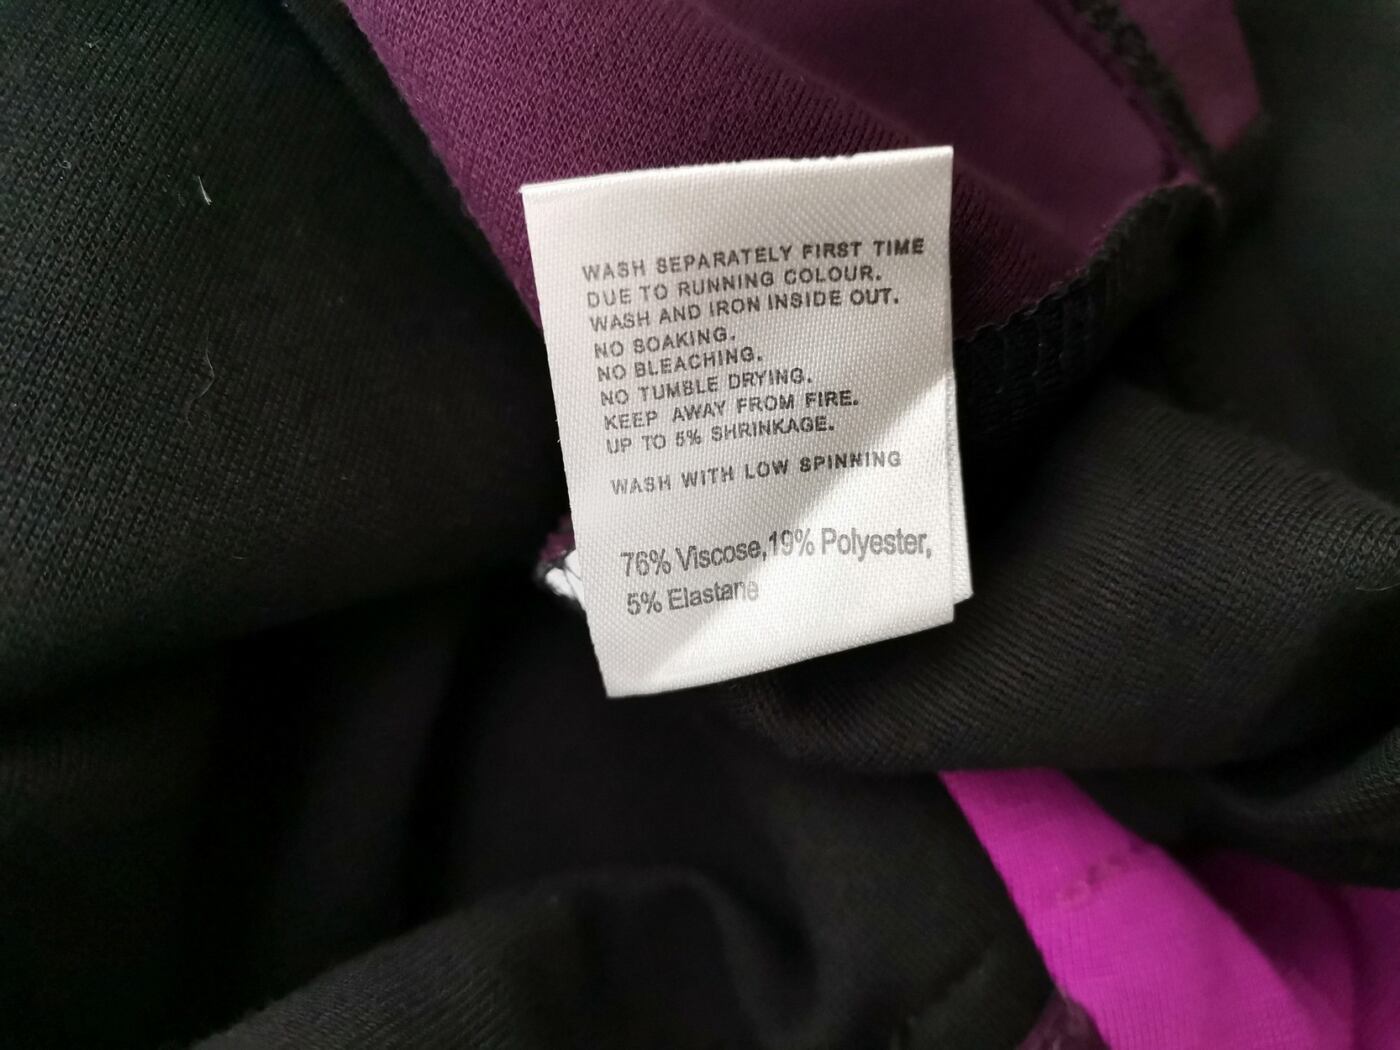 WASH SEPARATELY FIRST TIME
DUE TO RUNNING COLOUR.
WASH AND IRON INSIDE OUT.
NO SOAKING.
NO BLEACHING.
NO TUMBLE DRYING.
KEEP AWAY FROM FIRE.
UP TO 5% SHRINKAGE.
WASH WITH LOW SPINNING
76% Viscose,19% Polyester,
5% Elastane